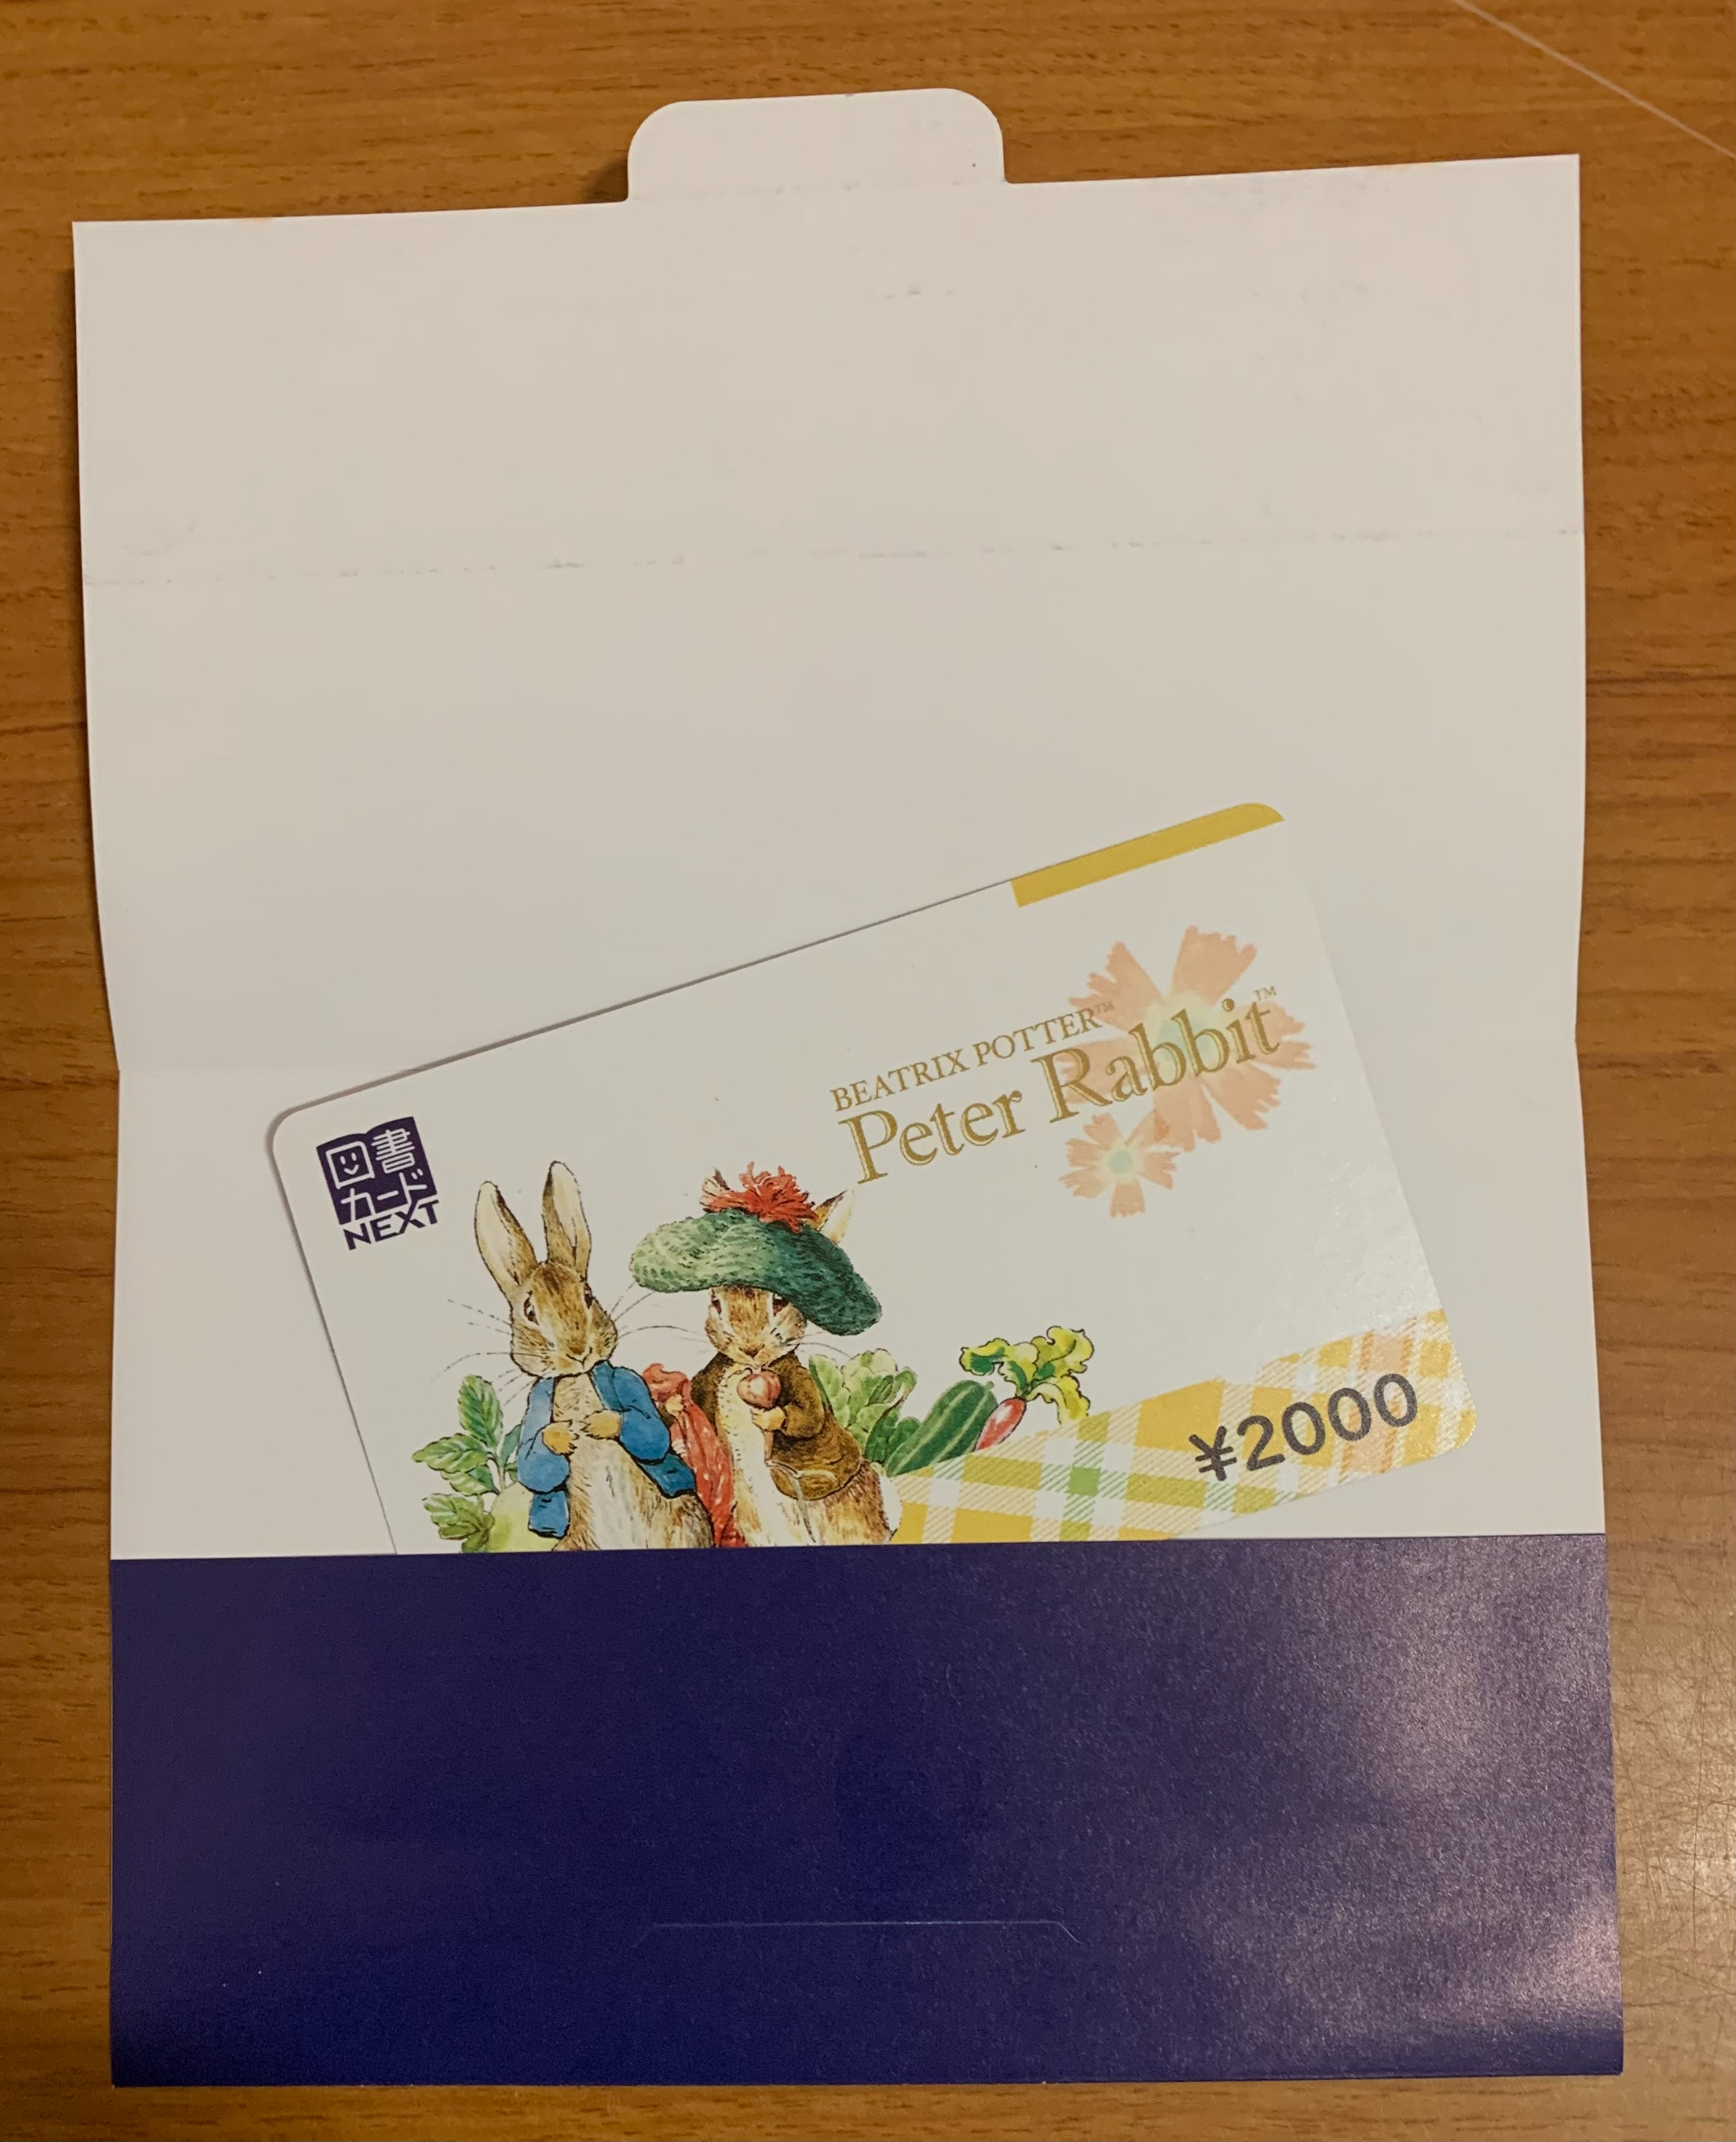 図書
カード
NEXT
BEATRIX POTTER™
Peter Rabbit™
¥2000